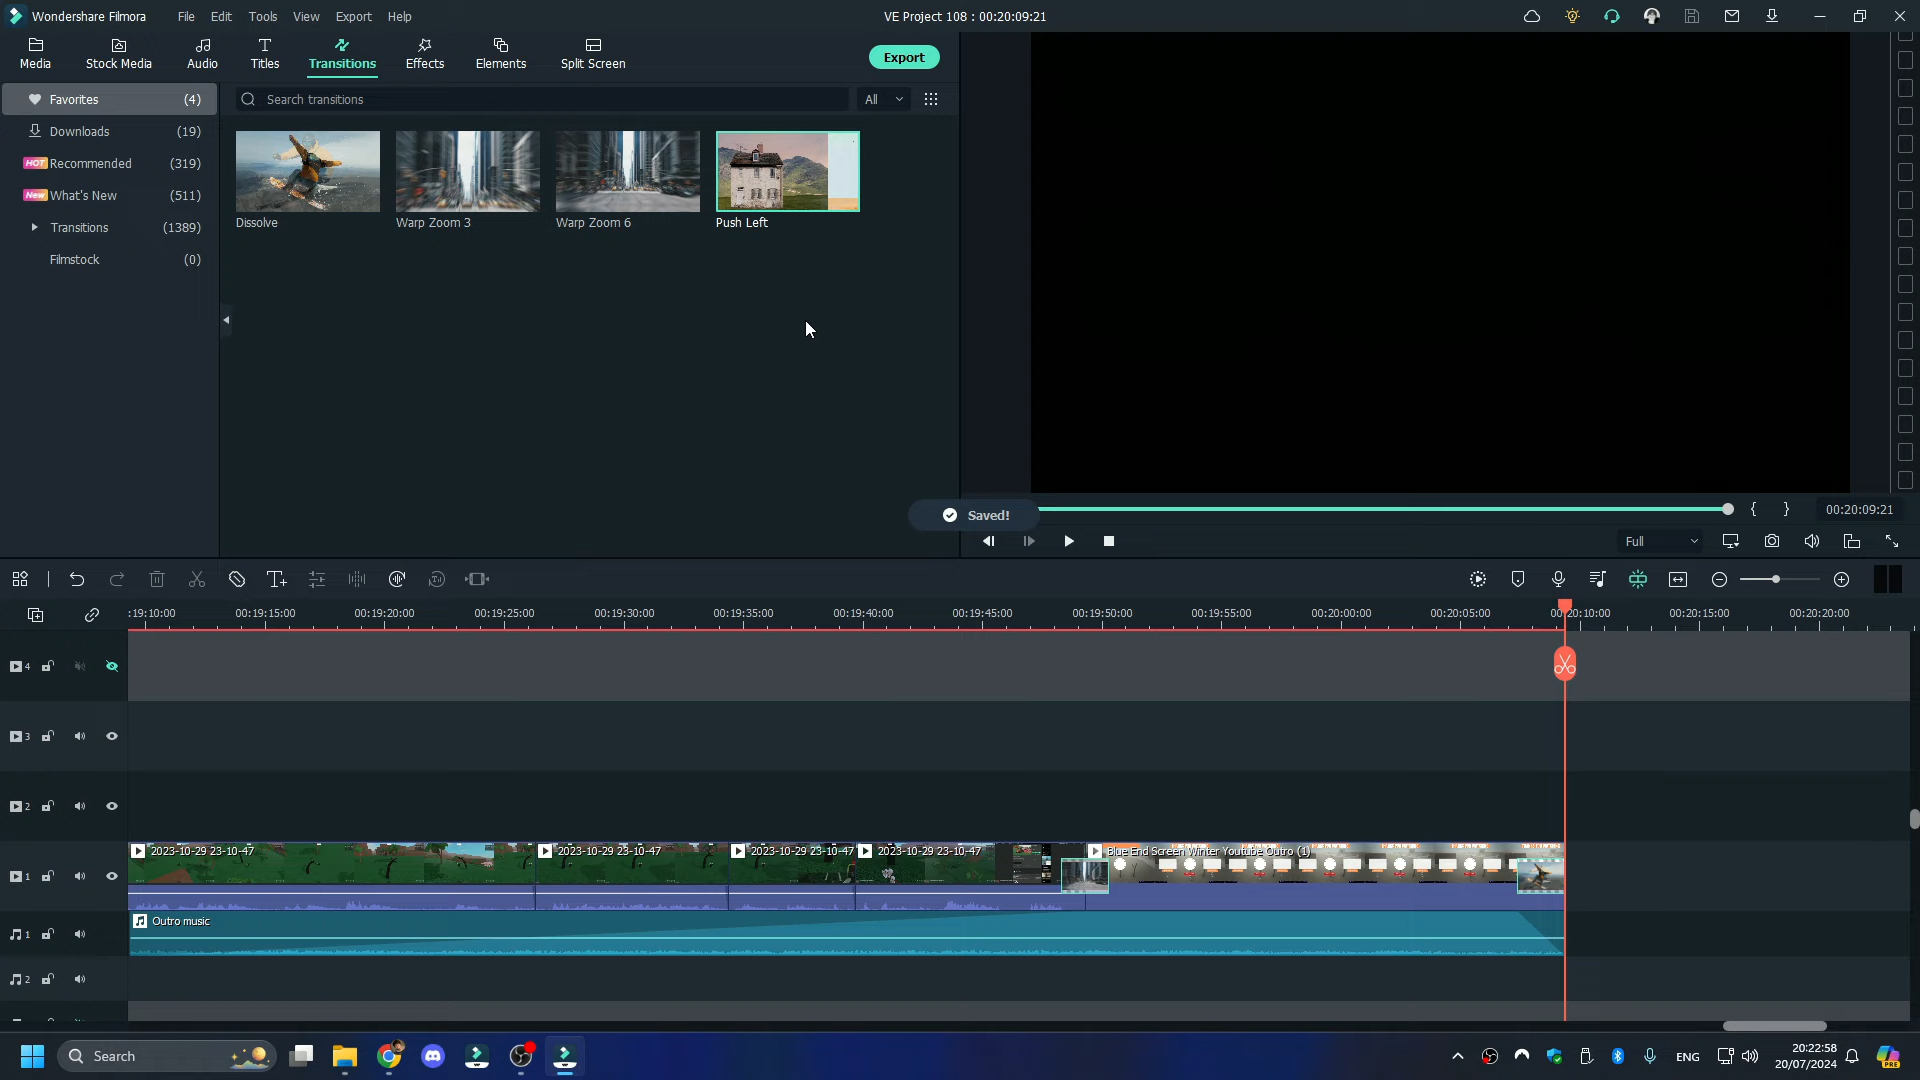 Wondershare Filmora File Edit Tools View Export Help VE Project 108 : 00:20:09:21
Media Stock Media Audio Titles Transitions Effects Elements Split Screen Export
Favorites (4)
Search transitions All
Downloads (19)
HOT Recommended (319)
New What's New (511)
Transitions (1389)
Filmstock (0)
Dissolve Warp Zoom 3 Warp Zoom 6 Push Left
Saved!
{ } 00:20:09:21
Full
:19:10:00 00:19:15:00 00:19:20:00 00:19:25:00 00:19:30:00 00:19:35:00 00:19:40:00 00:19:45:00 00:19:50:00 00:19:55:00 00:20:00:00 00:20:05:00 00:20:10:00 00:20:15:00 00:20:20:00
4
3
2
2023-10-29 23-10-47 2023-10-29 23-10-47 2023-10-29 23-10-47 2023-10-29 23-10-47 Blue End Screen Winter Youtube Outro (1)
1
Outro music
1
2
Search ENG 20:22:58
20/07/2024
PRE